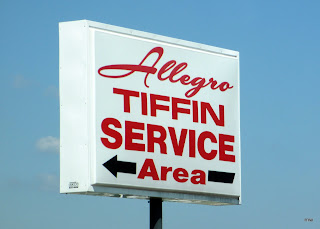 Allegro
TIFFIN
SERVICE
Area